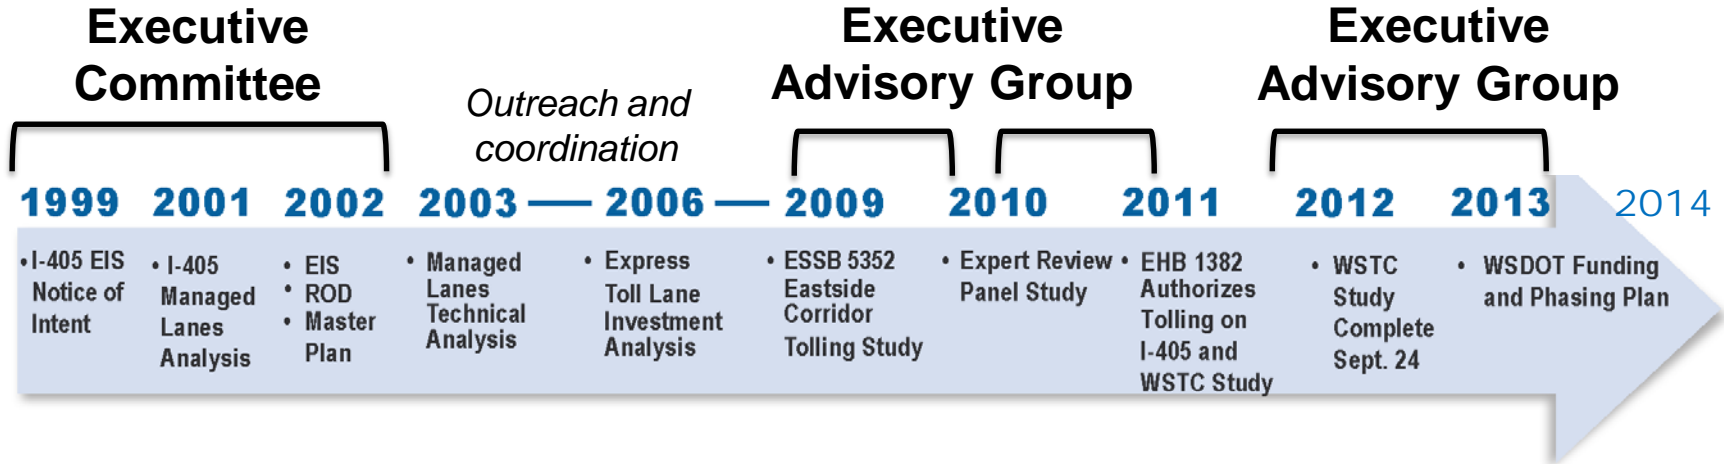 Executive
Committee
Outreach and
coordination
Executive
Advisory Group
Executive
Advisory Group
1999 2001 2002 2003 — 2006 — 2009 2010 2011 2012 2013 2014
• I-405 EIS
Notice of
Intent
• I-405
Managed
Lanes
Analysis
• EIS
• ROD
• Master
Plan
• Managed
Lanes
Technical
Analysis
• Express
Toll Lane
Investment
Analysis
• ESSB 5352
Eastside
Corridor
Tolling Study
• Expert Review
Panel Study
• EHB 1382
Authorizes
Tolling on
I-405 and
WSTC Study
• WSTC
Study
Complete
Sept. 24
• WSDOT Funding
and Phasing Plan